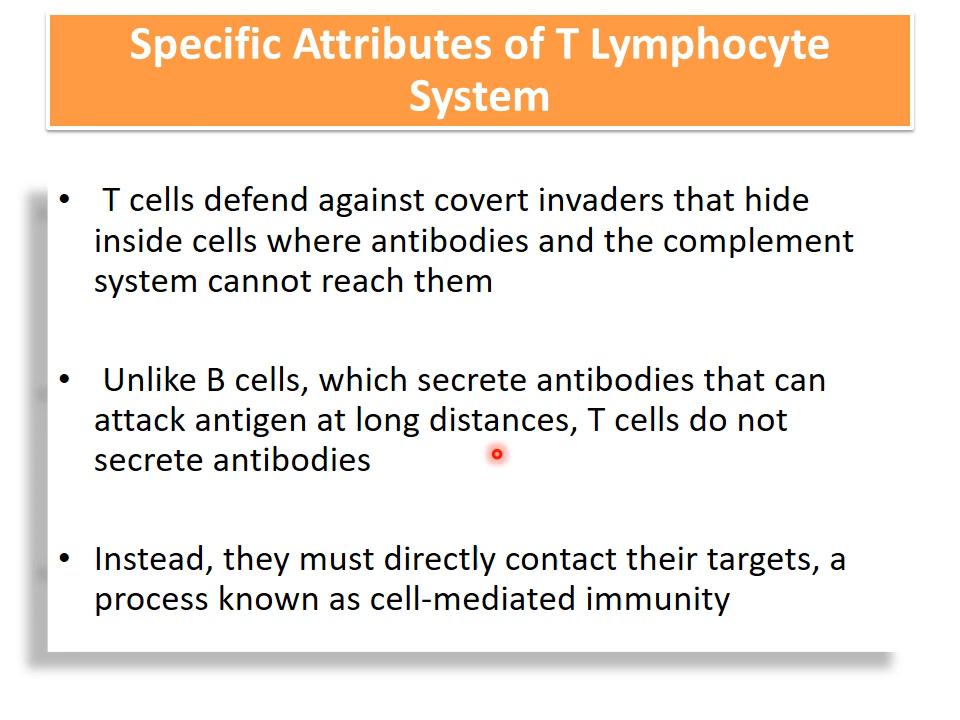 Specific Attributes of T Lymphocyte
System
• T cells defend against covert invaders that hide
inside cells where antibodies and the complement
system cannot reach them
• Unlike B cells, which secrete antibodies that can
attack antigen at long distances, T cells do not
secrete antibodies
• Instead, they must directly contact their targets, a
process known as cell-mediated immunity